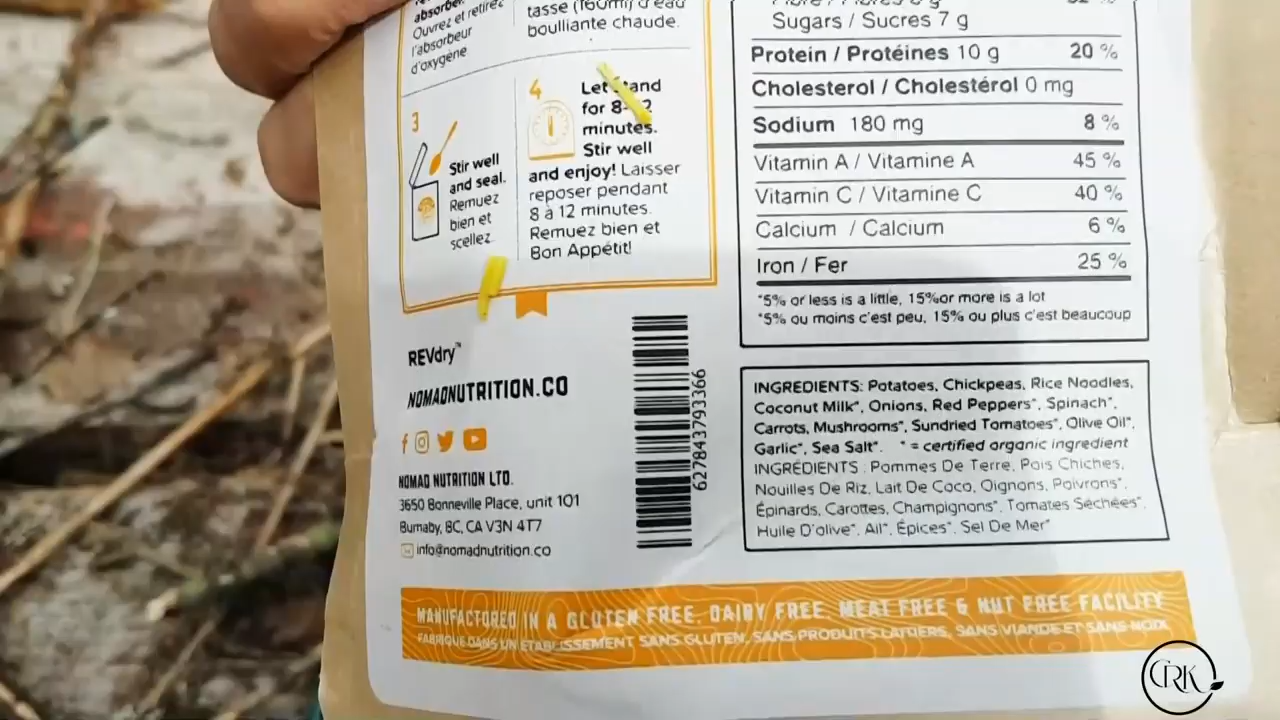 absorber.
Ouvrez et retirez
l'absorbeur
d'oxygène.
tasse (160ml) d'eau
bouillante chaude.
3
Stir well
and seal.
Remuez
bien et
scellez.
4
Let stand
for 8-12
minutes.
Stir well
and enjoy! Laisser
reposer pendant
8 à 12 minutes.
Remuez bien et
Bon Appétit!
Sugars / Sucres 7 g
Protein / Protéines 10 g 20 %
Cholesterol / Cholestérol 0 mg
Sodium 180 mg 8 %
Vitamin A / Vitamine A 45 %
Vitamin C / Vitamine C 40 %
Calcium / Calcium 6 %
Iron / Fer 25 %
*5% or less is a little, 15%or more is a lot
*5% ou moins c'est peu, 15% ou plus c'est beaucoup
REVdry™
NOMADNUTRITION.CO
NOMAD NUTRITION LTD.
3650 Bonneville Place, unit 101
Burnaby, BC, CA V3N 4T7
info@nomadnutrition.co
627843793366
INGREDIENTS: Potatoes, Chickpeas, Rice Noodles,
Coconut Milk*, Onions, Red Peppers*, Spinach*,
Carrots, Mushrooms*, Sundried Tomatoes*, Olive Oil*,
Garlic*, Sea Salt*. * = certified organic ingredient
INGRÉDIENTS : Pommes De Terre, Pois Chiches,
Nouilles De Riz, Lait De Coco, Oignons, Poivrons*,
Épinards, Carottes, Champignons*, Tomates Séchées*,
Huile D'olive*, Ail*, Épices*, Sel De Mer*
MANUFACTORED IN A GLUTEN FREE, DAIRY FREE, MEAT FREE & NUT FREE FACILITY
FABRIQUÉ DANS UN ÉTABLISSEMENT SANS GLUTEN, SANS PRODUITS LAITIERS, SANS VIANDE ET SANS NOIX
CRK